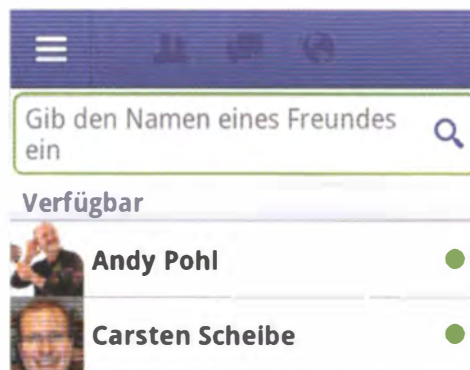 Gib den Namen eines Freundes
ein
Verfügbar
Andy Pohl
Carsten Scheibe